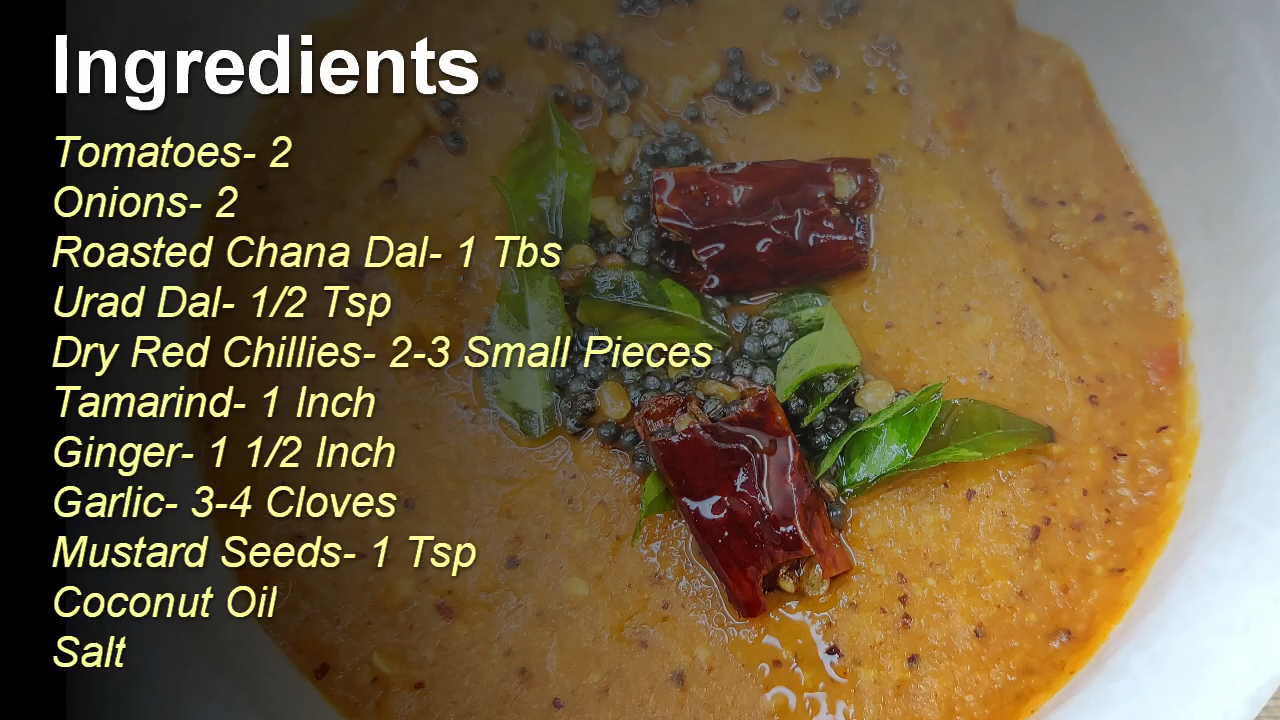 Ingredients
Tomatoes- 2
Onions- 2
Roasted Chana Dal- 1 Tbs
Urad Dal- 1/2 Tsp
Dry Red Chillies- 2-3 Small Pieces
Tamarind- 1 Inch
Ginger- 1 1/2 Inch
Garlic- 3-4 Cloves
Mustard Seeds- 1 Tsp
Coconut Oil
Salt